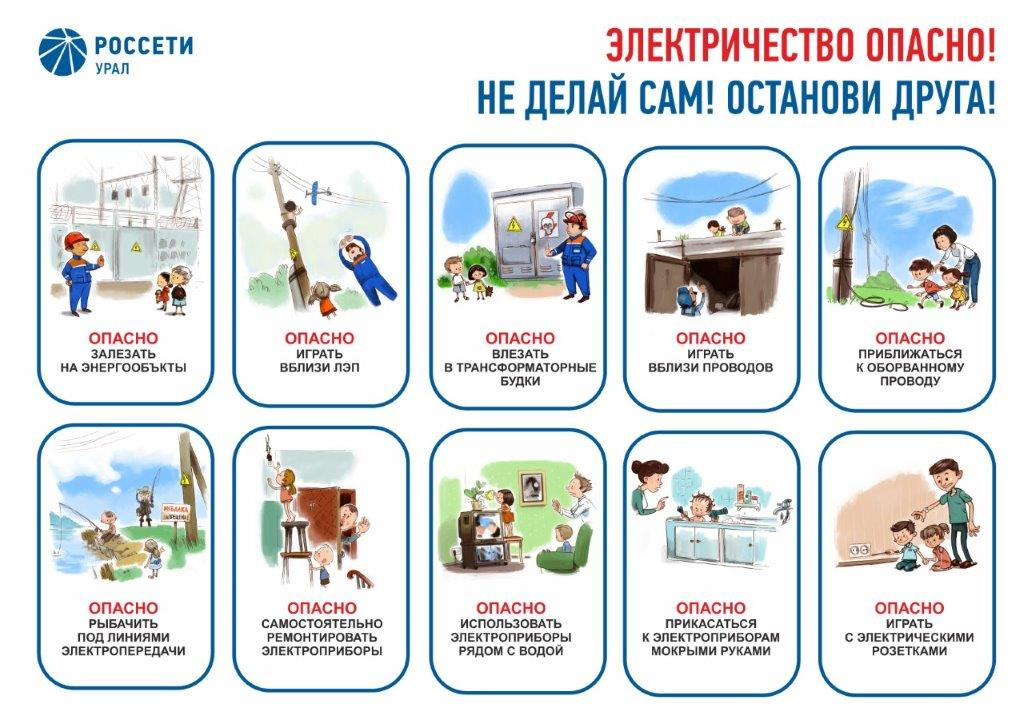 РОССЕТИ
УРАЛ
ЭЛЕКТРИЧЕСТВО ОПАСНО!
НЕ ДЕЛАЙ САМ! ОСТАНОВИ ДРУГА!
ОПАСНО
ЗАЛЕЗАТЬ
НА ЭНЕРГООБЪКТЫ
ОПАСНО
ИГРАТЬ
ВБЛИЗИ ЛЭП
ОПАСНО
ВЛЕЗАТЬ
В ТРАНСФОРМАТОРНЫЕ
БУДКИ
ОПАСНО
ИГРАТЬ
ВБЛИЗИ ПРОВОДОВ
ОПАСНО
ПРИБЛИЖАТЬСЯ
К ОБОРВАННОМУ
ПРОВОДУ
ОПАСНО
РЫБАЧИТЬ
ПОД ЛИНИЯМИ
ЭЛЕКТРОПЕРЕДАЧИ
ОПАСНО
САМОСТОЯТЕЛЬНО
РЕМОНТИРОВАТЬ
ЭЛЕКТРОПРИБОРЫ
ОПАСНО
ИСПОЛЬЗОВАТЬ
ЭЛЕКТРОПРИБОРЫ
РЯДОМ С ВОДОЙ
ОПАСНО
ПРИКАСАТЬСЯ
К ЭЛЕКТРОПРИБОРАМ
МОКРЫМИ РУКАМИ
ОПАСНО
ИГРАТЬ
С ЭЛЕКТРИЧЕСКИМИ
РОЗЕТКАМИ